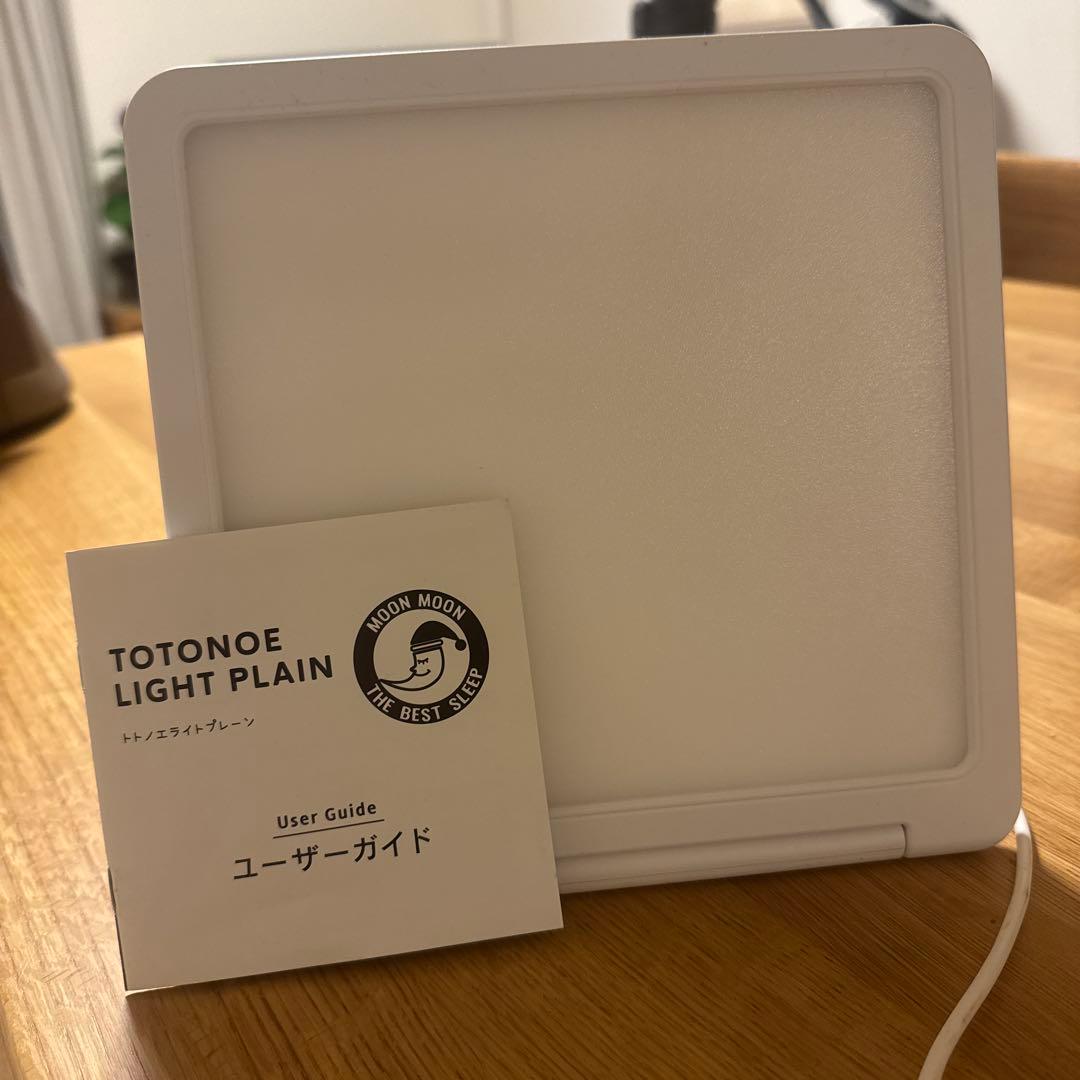 TOTONOE
LIGHT PLAIN
トトノエライトプレーン
MOON MOON
THE BEST SLEEP
User Guide
ユーザーガイド